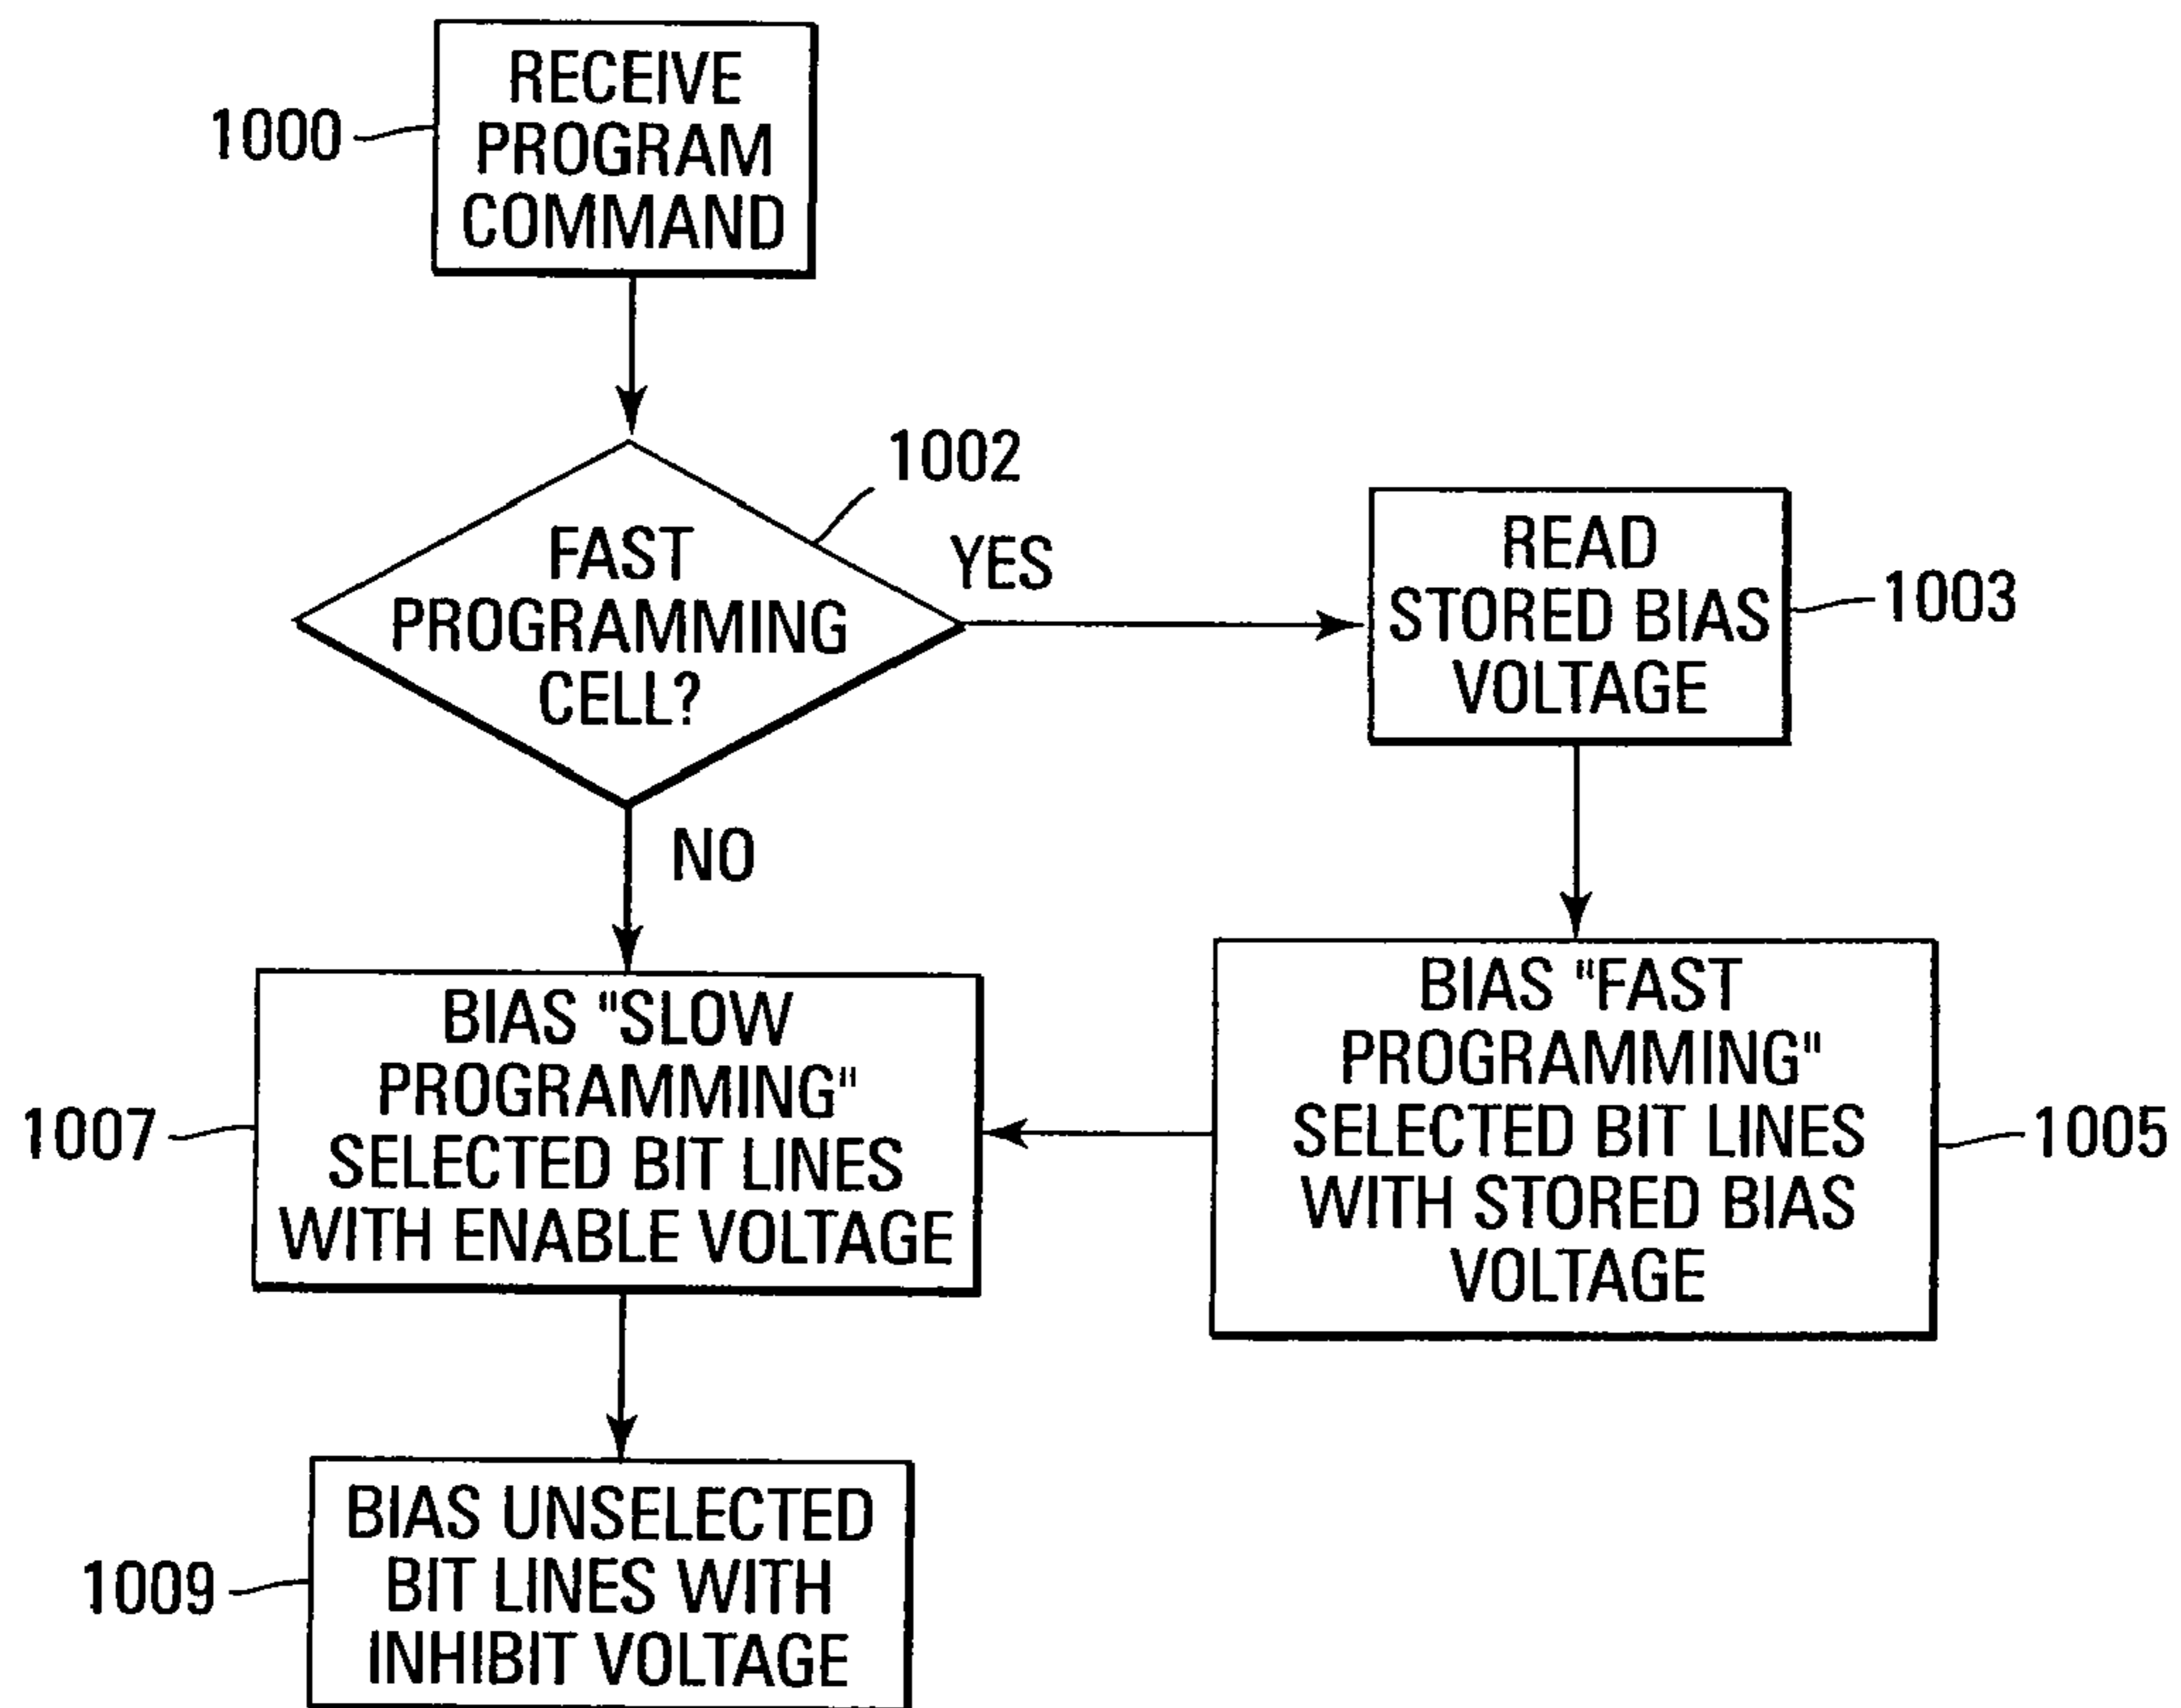 RECEIVE
PROGRAM
COMMAND
1000
1002
FAST
PROGRAMMING
CELL?
YES
READ
STORED BIAS
VOLTAGE
1003
NO
BIAS "SLOW
PROGRAMMING"
SELECTED BIT LINES
WITH ENABLE VOLTAGE
1007
BIAS "FAST
PROGRAMMING"
SELECTED BIT LINES
WITH STORED BIAS
VOLTAGE
1005
BIAS UNSELECTED
BIT LINES WITH
INHIBIT VOLTAGE
1009